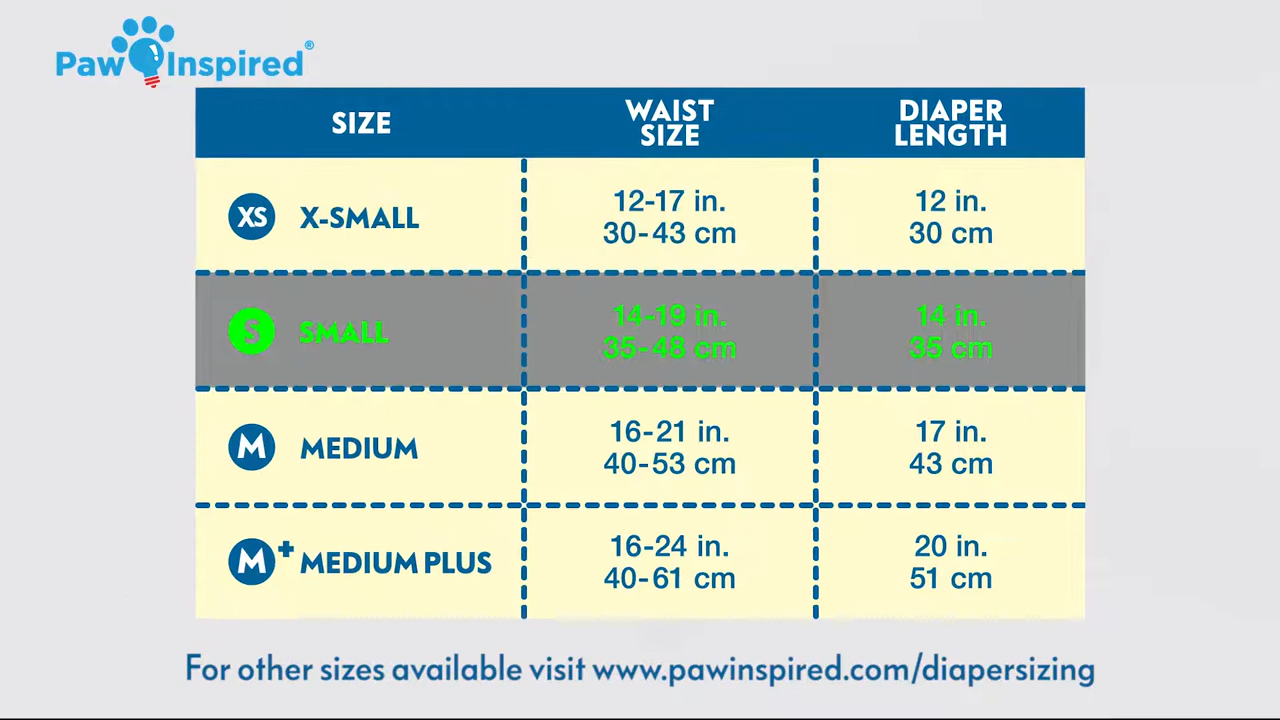 Paw Inspired®
SIZE
WAIST
SIZE
DIAPER
LENGTH
XS X-SMALL
12-17 in.
30-43 cm
12 in.
30 cm
S SMALL
14-19 in.
35-48 cm
14 in.
35 cm
M MEDIUM
16-21 in.
40-53 cm
17 in.
43 cm
M+ MEDIUM PLUS
16-24 in.
40-61 cm
20 in.
51 cm
For other sizes available visit www.pawinspired.com/diapersizing